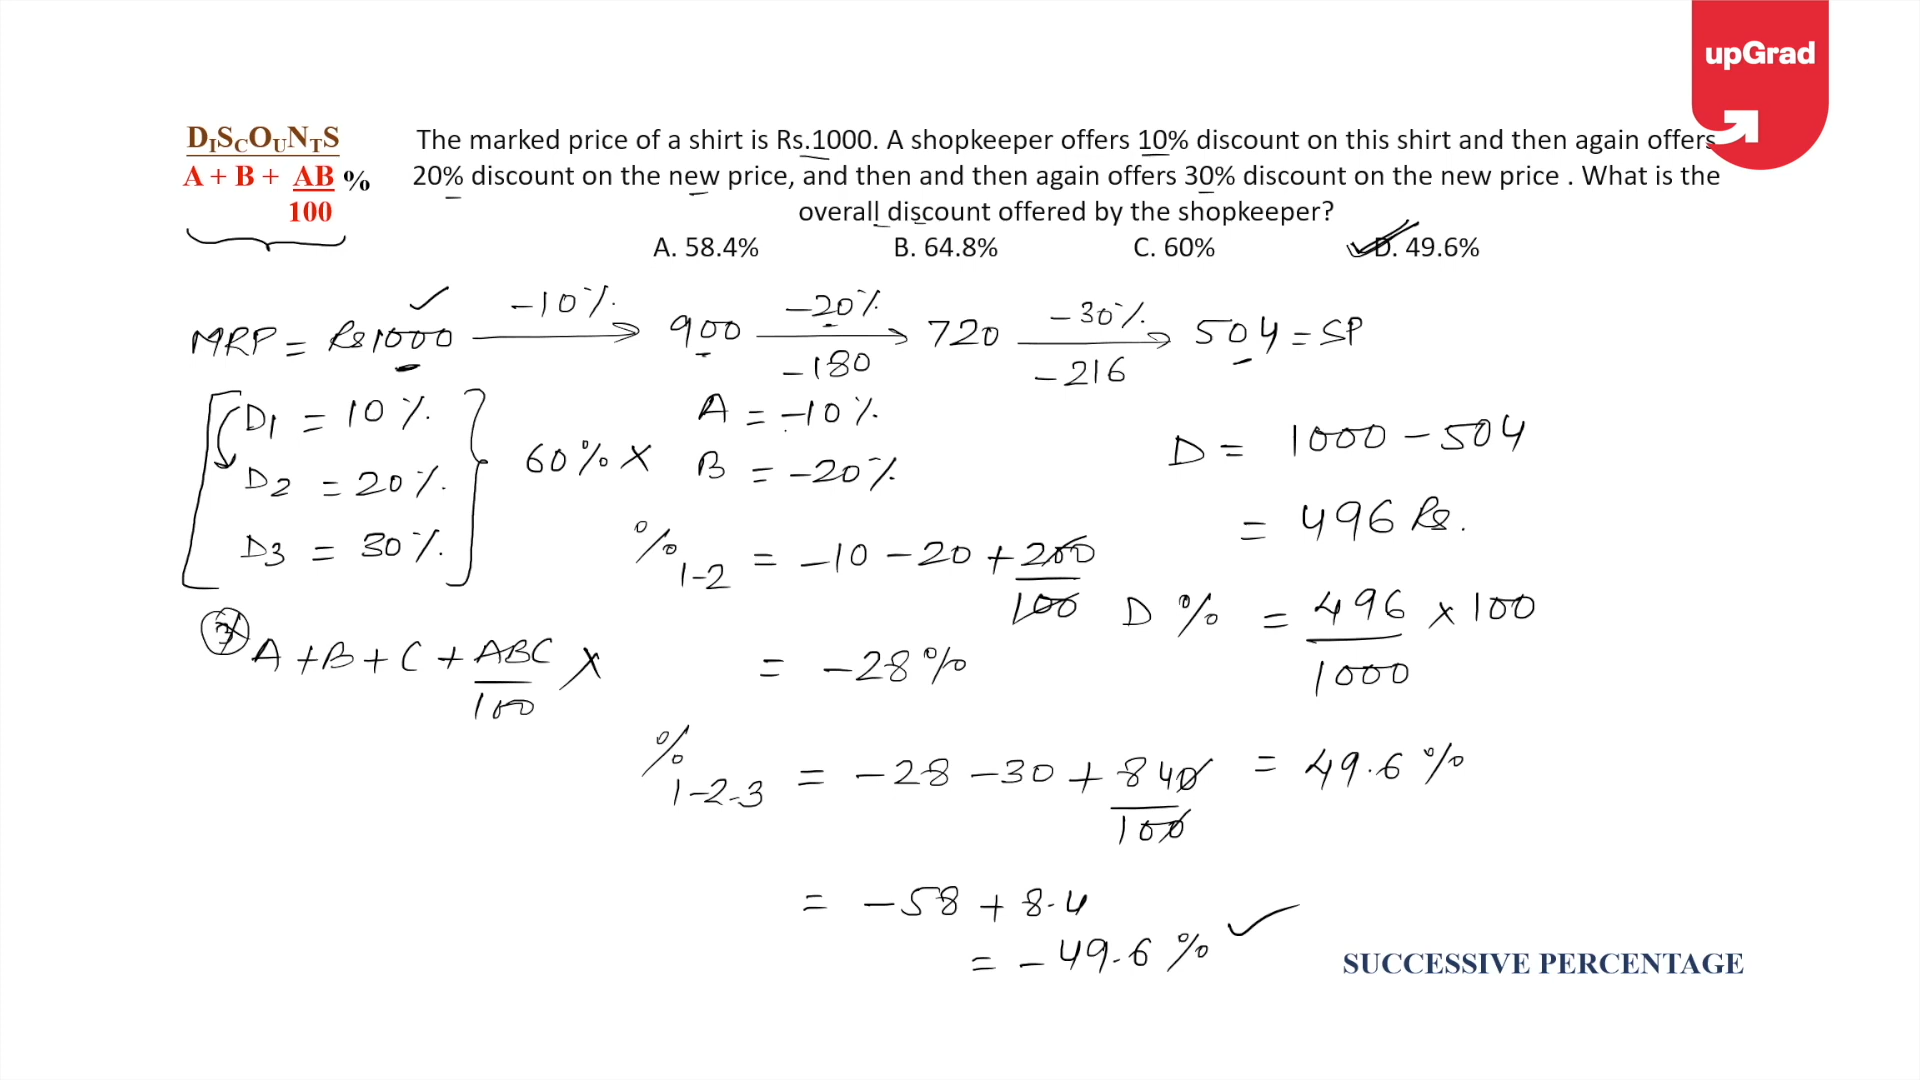 upGrad
DISCOUNTS
A + B + AB/100 %
The marked price of a shirt is Rs.1000. A shopkeeper offers 10% discount on this shirt and then again offers
20% discount on the new price, and then and then again offers 30% discount on the new price . What is the
overall discount offered by the shopkeeper?
A. 58.4% B. 64.8% C. 60% D. 49.6%
MRP = Rs 1000 -10% → 900 -20% → 720 -30% → 504 = SP
-180 -216
D1 = 10%
D2 = 20%
D3 = 30%
60% X
A + B + C + ABC/100 X
A = -10%
B = -20%
% 1-2 = -10 - 20 + 200/100
= -28%
% 1-2-3 = -28 - 30 + 840/100
= -58 + 8.4
= -49.6%
D = 1000 - 504
= 496 Rs.
D% = 496/1000 x 100
= 49.6%
SUCCESSIVE PERCENTAGE